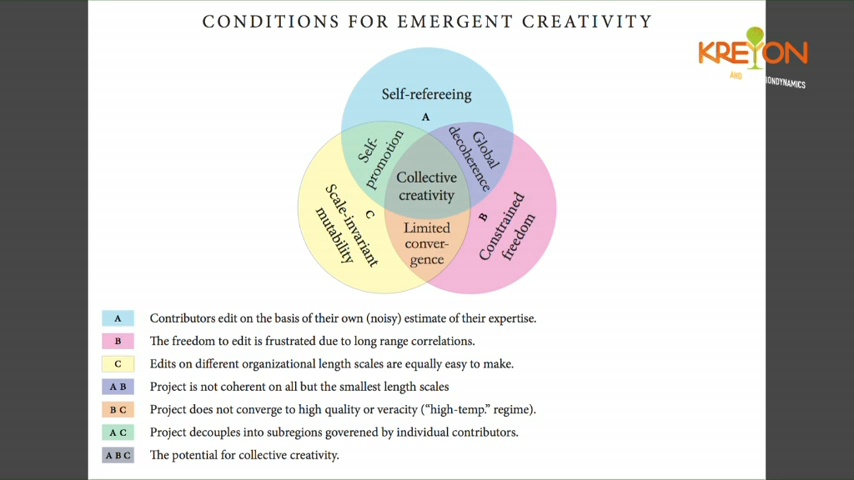 CONDITIONS FOR EMERGENT CREATIVITY
KREYON
AND
IONDYNAMICS
Self-refereeing
A
Self-
promotion
Global
decoherence
Collective
creativity
Scale-invariant
mutability
C
B
Constrained
freedom
Limited
conver-
gence
A Contributors edit on the basis of their own (noisy) estimate of their expertise.
B The freedom to edit is frustrated due to long range correlations.
C Edits on different organizational length scales are equally easy to make.
A B Project is not coherent on all but the smallest length scales
B C Project does not converge to high quality or veracity (“high-temp.” regime).
A C Project decouples into subregions goverened by individual contributors.
A B C The potential for collective creativity.